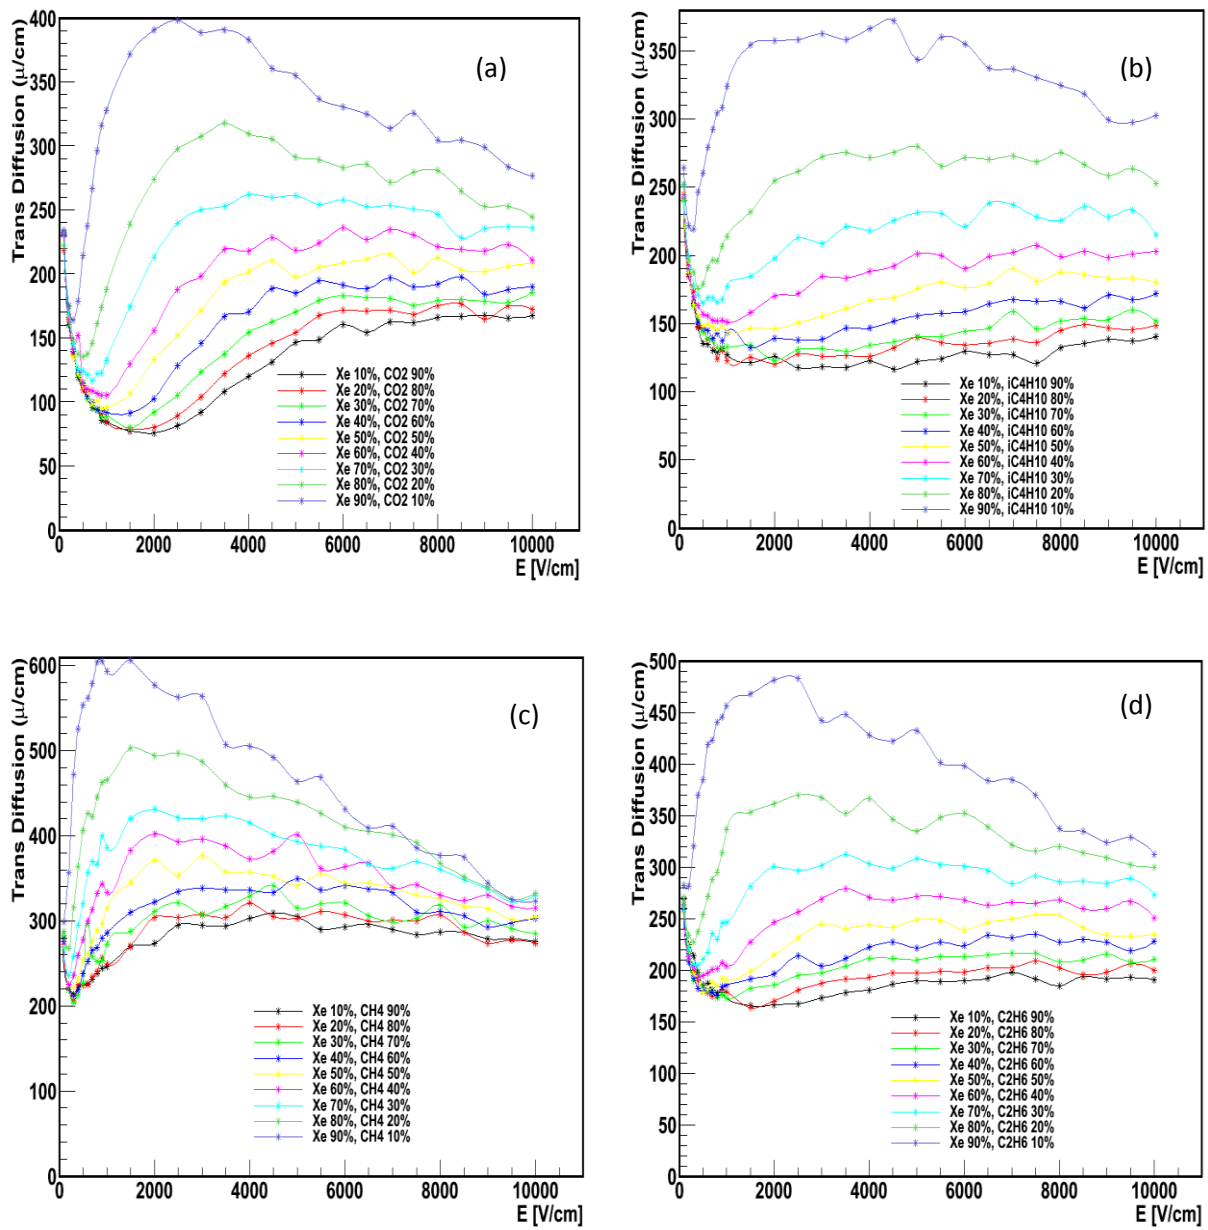 Trans Diffusion (μ/cm)
400
350
300
250
200
150
100
50
0
(a)
Xe 10%, CO2 90%
Xe 20%, CO2 80%
Xe 30%, CO2 70%
Xe 40%, CO2 60%
Xe 50%, CO2 50%
Xe 60%, CO2 40%
Xe 70%, CO2 30%
Xe 80%, CO2 20%
Xe 90%, CO2 10%
0 2000 4000 6000 8000 10000
E [V/cm]
Trans Diffusion (μ/cm)
350
300
250
200
150
100
50
0
(b)
Xe 10%, iC4H10 90%
Xe 20%, iC4H10 80%
Xe 30%, iC4H10 70%
Xe 40%, iC4H10 60%
Xe 50%, iC4H10 50%
Xe 60%, iC4H10 40%
Xe 70%, iC4H10 30%
Xe 80%, iC4H10 20%
Xe 90%, iC4H10 10%
0 2000 4000 6000 8000 10000
E [V/cm]
Trans Diffusion (μ/cm)
600
500
400
300
200
100
0
(c)
Xe 10%, CH4 90%
Xe 20%, CH4 80%
Xe 30%, CH4 70%
Xe 40%, CH4 60%
Xe 50%, CH4 50%
Xe 60%, CH4 40%
Xe 70%, CH4 30%
Xe 80%, CH4 20%
Xe 90%, CH4 10%
0 2000 4000 6000 8000 10000
E [V/cm]
Trans Diffusion (μ/cm)
500
450
400
350
300
250
200
150
100
50
0
(d)
Xe 10%, C2H6 90%
Xe 20%, C2H6 80%
Xe 30%, C2H6 70%
Xe 40%, C2H6 60%
Xe 50%, C2H6 50%
Xe 60%, C2H6 40%
Xe 70%, C2H6 30%
Xe 80%, C2H6 20%
Xe 90%, C2H6 10%
0 2000 4000 6000 8000 10000
E [V/cm]